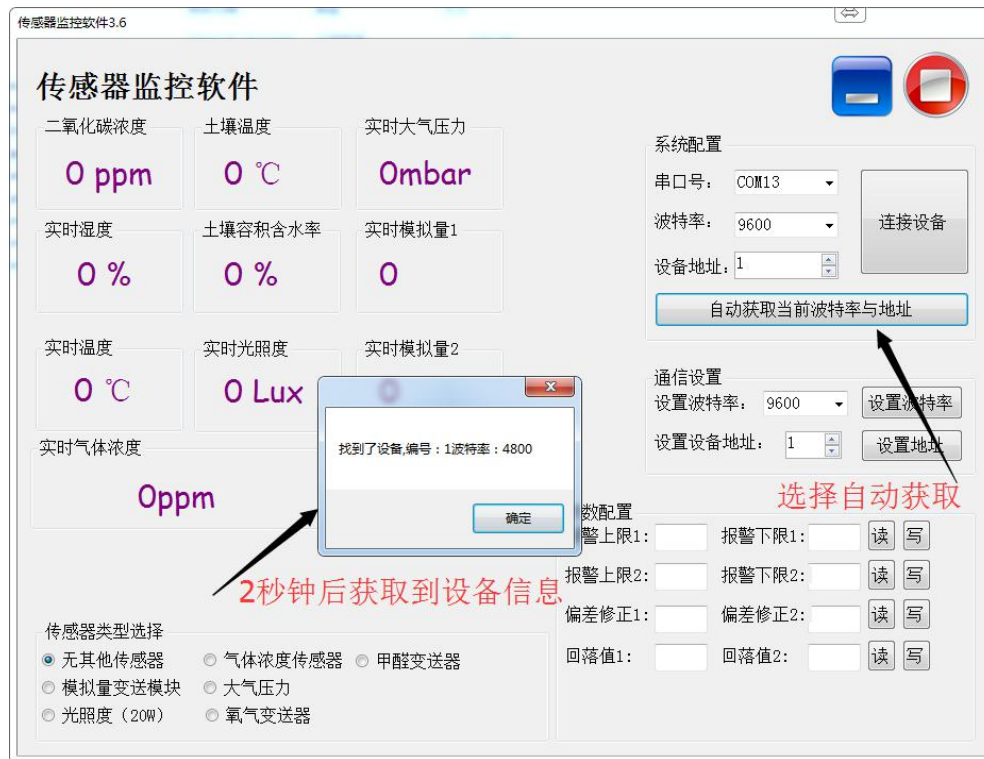 传感器监控软件3.6
传感器监控软件
二氧化碳浓度
0 ppm
土壤温度
0 ℃
实时大气压力
0mbar
实时湿度
0 %
土壤容积含水率
0 %
实时模拟量1
0
实时温度
0 ℃
实时光照度
0 Lux
实时模拟量2
0
实时气体浓度
0ppm
找到了设备,编号：1波特率：4800
确定
2秒钟后获取到设备信息
系统配置
串口号： COM13
波特率： 9600
设备地址： 1
连接设备
自动获取当前波特率与地址
通信设置
设置波特率： 9600 设置波特率
设置设备地址： 1 设置地址
选择自动获取
数配置
警上限1: 报警下限1: 读 写
报警上限2: 报警下限2: 读 写
偏差修正1: 偏差修正2: 读 写
回落值1: 回落值2: 读 写
传感器类型选择
无其他传感器 气体浓度传感器 甲醛变送器
模拟量变送模块 大气压力
光照度（20W） 氧气变送器